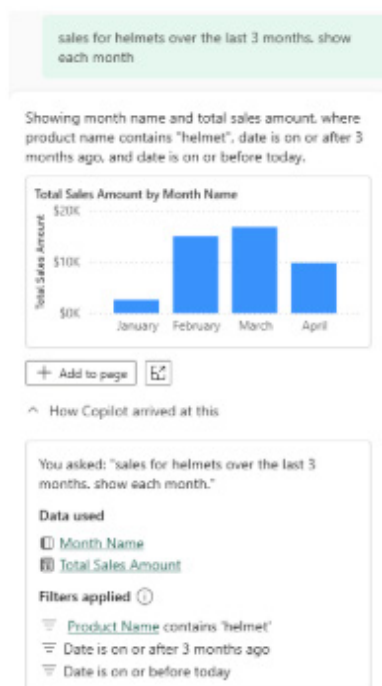 sales for helmets over the last 3 months. show
each month
Showing month name and total sales amount, where
product name contains "helmet", date is on or after 3
months ago, and date is on or before today.
Total Sales Amount by Month Name
Total Sales Amount
$20K
$10K
$0K
January February March April
+ Add to page
How Copilot arrived at this
You asked: "sales for helmets over the last 3
months. show each month."
Data used
Month Name
Total Sales Amount
Filters applied
Product Name contains 'helmet'
Date is on or after 3 months ago
Date is on or before today